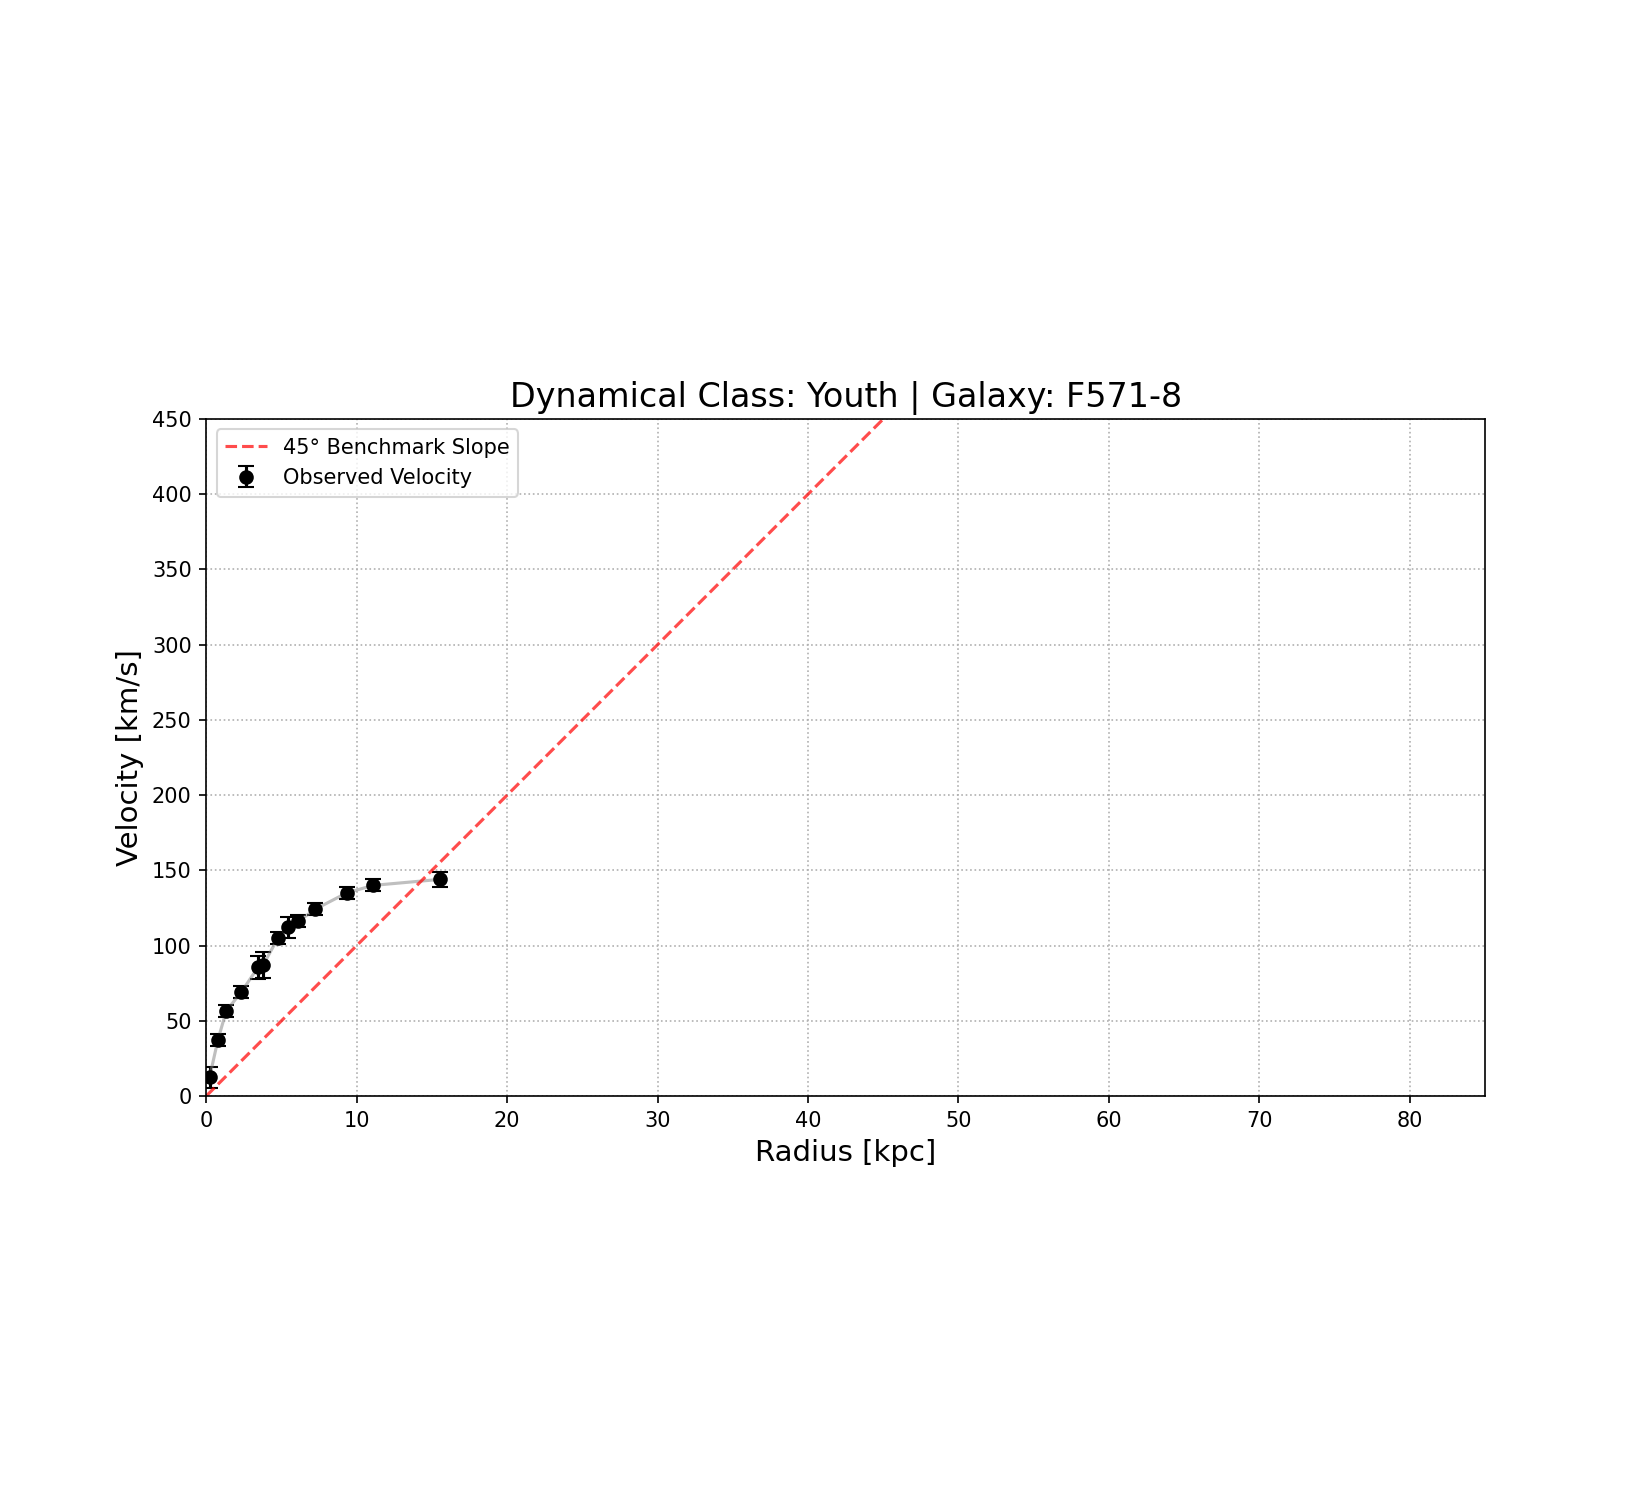 Dynamical Class: Youth | Galaxy: F571-8
45° Benchmark Slope
Observed Velocity
Velocity [km/s]
450
400
350
300
250
200
150
100
50
0
0 10 20 30 40 50 60 70 80
Radius [kpc]